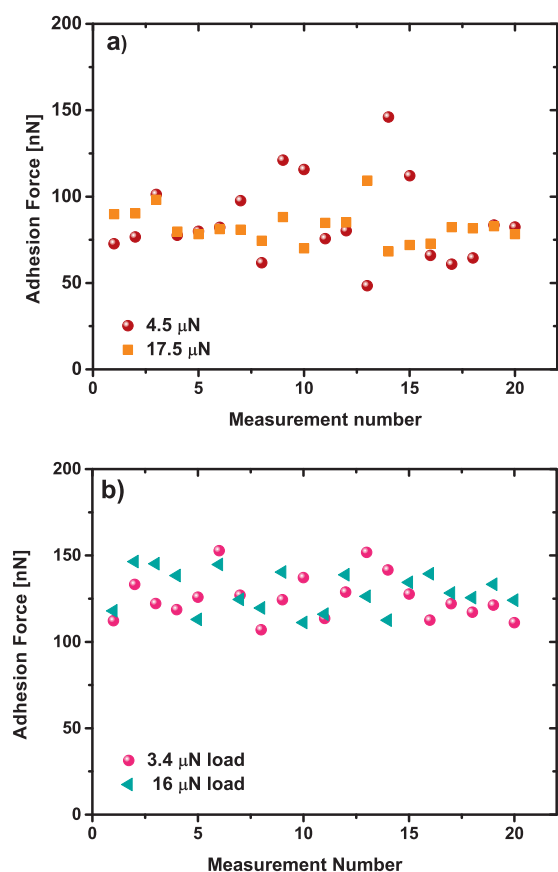 a)
200
150
100
50
0
Adhesion Force [nN]
4.5 μN
17.5 μN
0 5 10 15 20
Measurement number
b)
200
150
100
50
0
Adhesion Force [nN]
3.4 μN load
16 μN load
0 5 10 15 20
Measurement Number